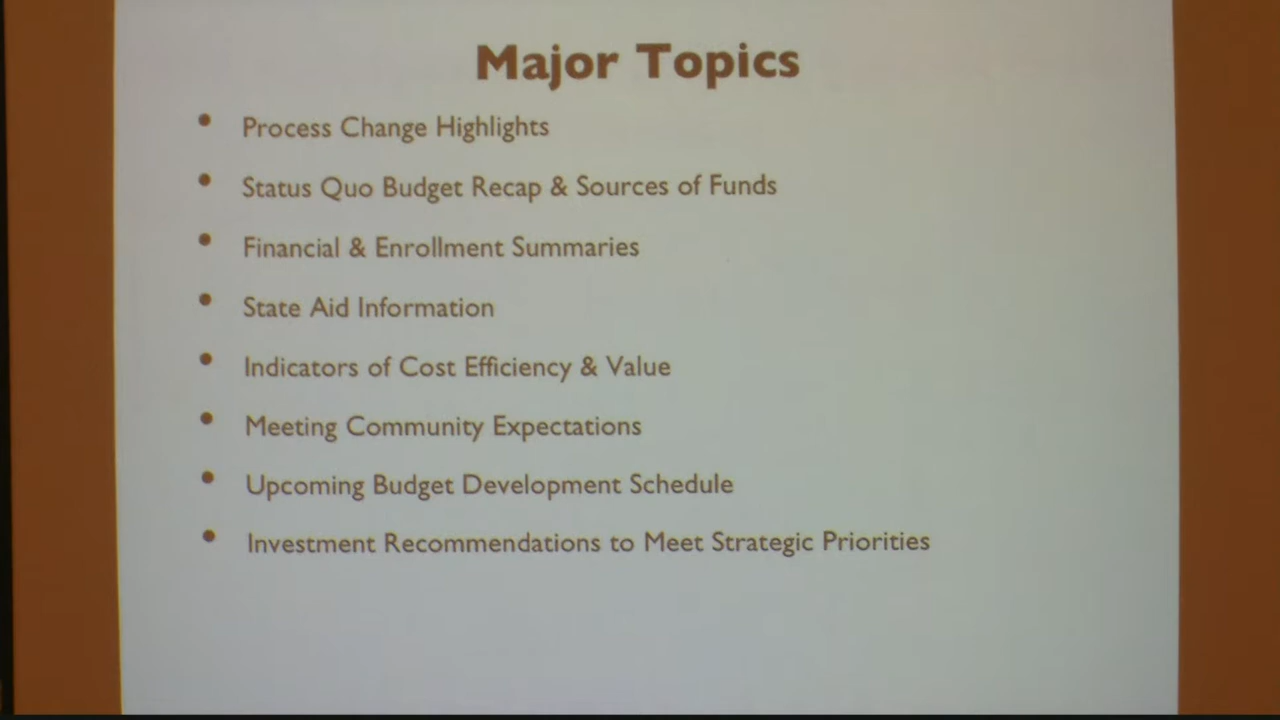 Major Topics
• Process Change Highlights
• Status Quo Budget Recap & Sources of Funds
• Financial & Enrollment Summaries
• State Aid Information
• Indicators of Cost Efficiency & Value
• Meeting Community Expectations
• Upcoming Budget Development Schedule
• Investment Recommendations to Meet Strategic Priorities